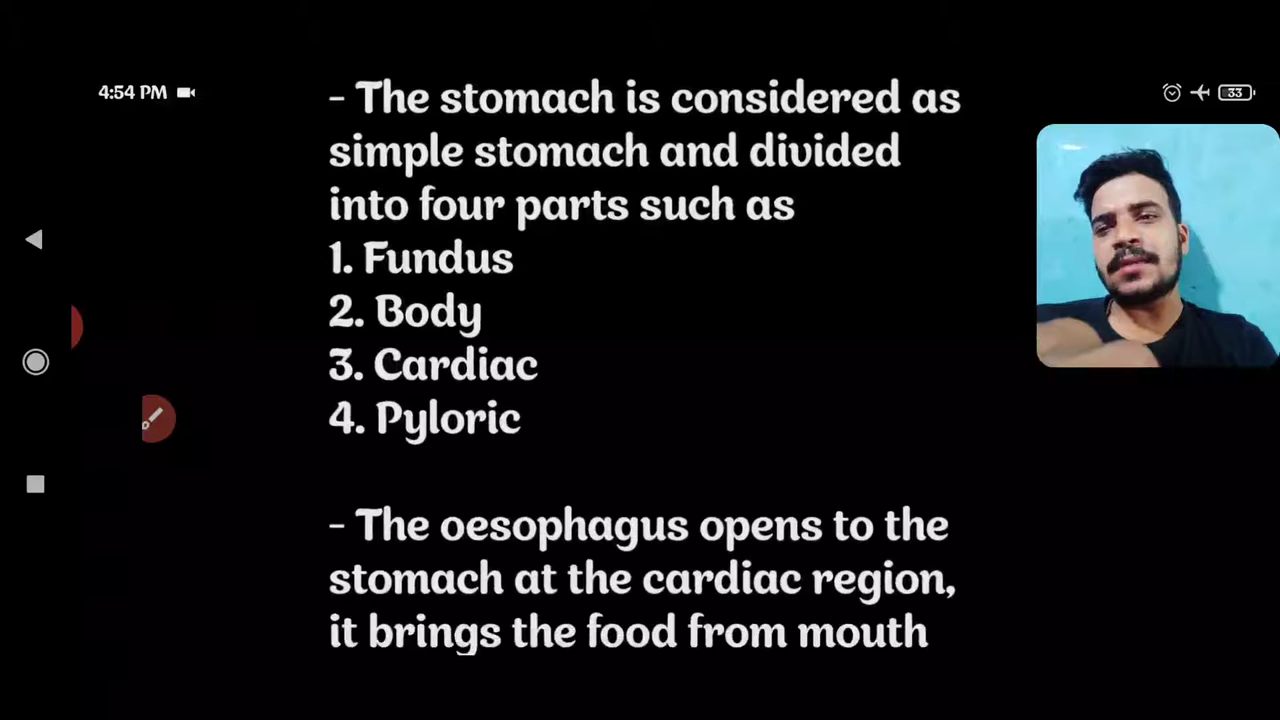 4:54 PM
33
- The stomach is considered as
simple stomach and divided
into four parts such as
1. Fundus
2. Body
3. Cardiac
4. Pyloric
- The oesophagus opens to the
stomach at the cardiac region,
it brings the food from mouth